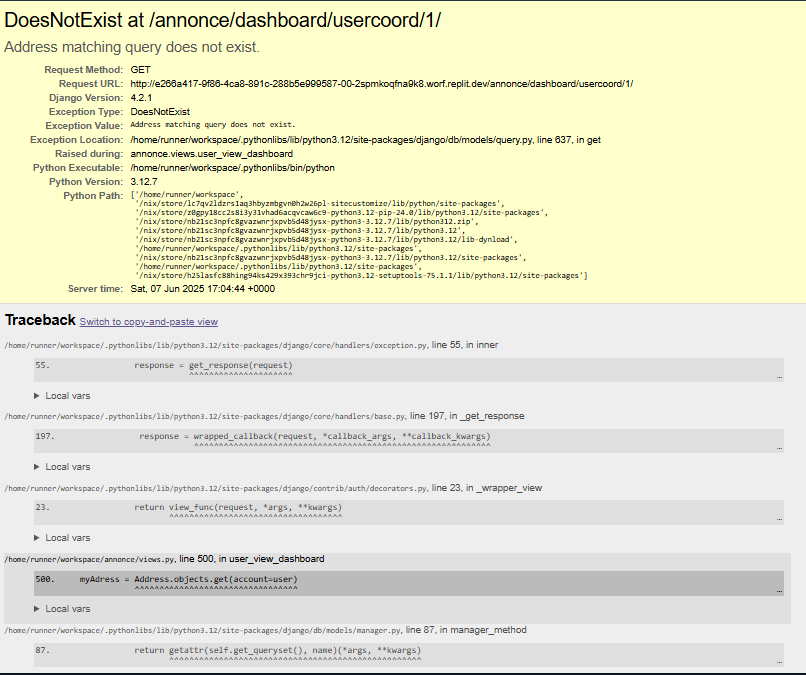 DoesNotExist at /annonce/dashboard/usercoord/1/
Address matching query does not exist.
Request Method: GET
Request URL: http://e266a417-9f86-4ca8-891c-288b5e999587-00-2spmkoqfna9k8.worf.replit.dev/annonce/dashboard/usercoord/1/
Django Version: 4.2.1
Exception Type: DoesNotExist
Exception Value: Address matching query does not exist.
Exception Location: /home/runner/workspace/.pythonlibs/lib/python3.12/site-packages/django/db/models/query.py, line 637, in get
Raised during: annonce.views.user_view_dashboard
Python Executable: /home/runner/workspace/.pythonlibs/bin/python
Python Version: 3.12.7
Python Path: ['/home/runner/workspace',
'/nix/store/lc7qv2ldzrs1aq3hbyzmbgvn0h2w26pl-sitecustomize/lib/python/site-packages',
'/nix/store/z0gpy18cc2s8i3y31vhad6acqvcaw6c9-python3.12-pip-24.0/lib/python3.12/site-packages',
'/nix/store/nb21sc3npfc8gvazwnrjxpvb5d48jysx-python3-3.12.7/lib/python312.zip',
'/nix/store/nb21sc3npfc8gvazwnrjxpvb5d48jysx-python3-3.12.7/lib/python3.12',
'/nix/store/nb21sc3npfc8gvazwnrjxpvb5d48jysx-python3-3.12.7/lib/python3.12/lib-dynload',
'/home/runner/workspace/.pythonlibs/lib/python3.12/site-packages',
'/nix/store/nb21sc3npfc8gvazwnrjxpvb5d48jysx-python3-3.12.7/lib/python3.12/site-packages',
'/home/runner/workspace/.pythonlibs/lib/python3.12/site-packages',
'/nix/store/h25lasfc88hing94ks429x393chr9jci-python3.12-setuptools-75.1.1/lib/python3.12/site-packages']
Server time: Sat, 07 Jun 2025 17:04:44 +0000
Traceback Switch to copy-and-paste view
/home/runner/workspace/.pythonlibs/lib/python3.12/site-packages/django/core/handlers/exception.py, line 55, in inner
55. response = get_response(request)
^^^^^^^^^^^^^^^^^^^^^
…
▶ Local vars
/home/runner/workspace/.pythonlibs/lib/python3.12/site-packages/django/core/handlers/base.py, line 197, in _get_response
197. response = wrapped_callback(request, *callback_args, **callback_kwargs)
^^^^^^^^^^^^^^^^^^^^^^^^^^^^^^^^^^^^^^^^^^^^^^^^^^^^^^^^^^^^
…
▶ Local vars
/home/runner/workspace/.pythonlibs/lib/python3.12/site-packages/django/contrib/auth/decorators.py, line 23, in _wrapper_view
23. return view_func(request, *args, **kwargs)
^^^^^^^^^^^^^^^^^^^^^^^^^^^^^^^^^^^
…
▶ Local vars
/home/runner/workspace/annonce/views.py, line 500, in user_view_dashboard
500. myAdress = Address.objects.get(account=user)
^^^^^^^^^^^^^^^^^^^^^^^^^^^^^^^^^
…
▶ Local vars
/home/runner/workspace/.pythonlibs/lib/python3.12/site-packages/django/db/models/manager.py, line 87, in manager_method
87. return getattr(self.get_queryset(), name)(*args, **kwargs)
^^^^^^^^^^^^^^^^^^^^^^^^^^^^^^^^^^^^^^^^^^^^^^^^^^^
…